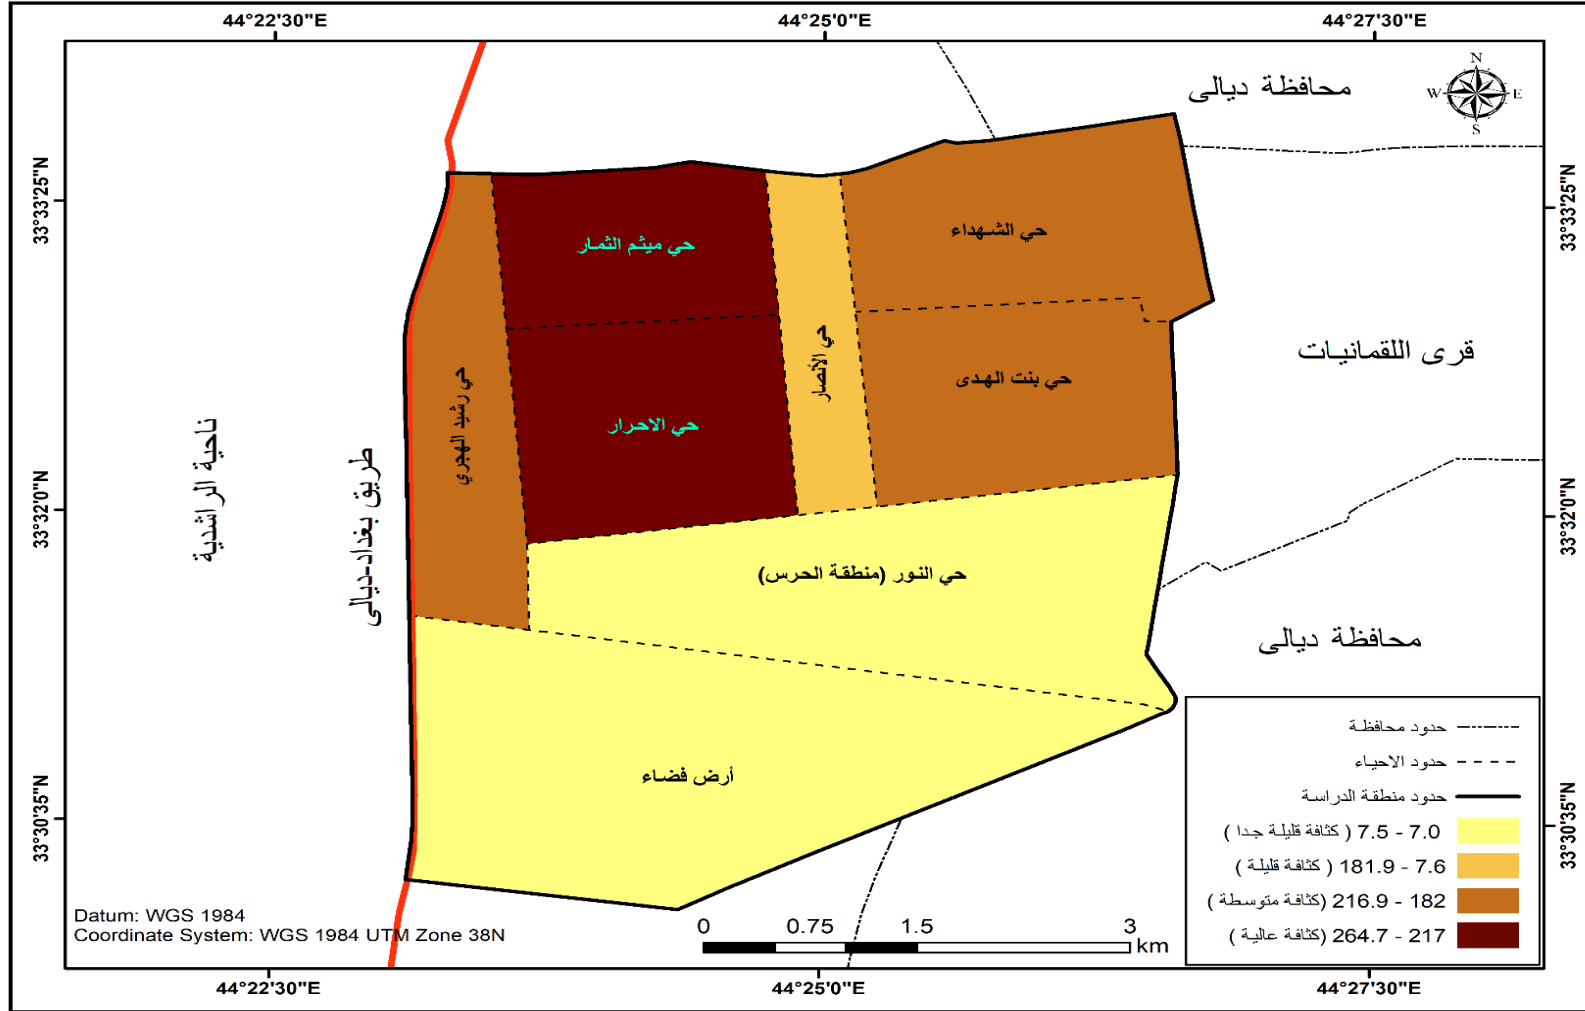 44°22'30"E
44°25'0"E
44°27'30"E
N
W
E
S
محافظة ديالى
33°33'25"N
33°33'25"N
حي الشهداء
حي ميثم الثمار
حي الأنصار
قرى اللقمانيات
حي بنت الهدى
حي رشيد الهجري
حي الاحرار
ناحية الراشدية
طريق بغداد-ديالى
33°32'0"N
33°32'0"N
حي النور (منطقة الحرس)
محافظة ديالى
أرض فضاء
33°30'35"N
33°30'35"N
حدود محافظة
حدود الاحياء
حدود منطقة الدراسة
7.0 - 7.5 ( كثافة قليلة جدا )
7.6 - 181.9 ( كثافة قليلة )
182 - 216.9 (كثافة متوسطة )
217 - 264.7 (كثافة عالية )
Datum: WGS 1984
Coordinate System: WGS 1984 UTM Zone 38N
0 0.75 1.5 3
km
44°22'30"E
44°25'0"E
44°27'30"E